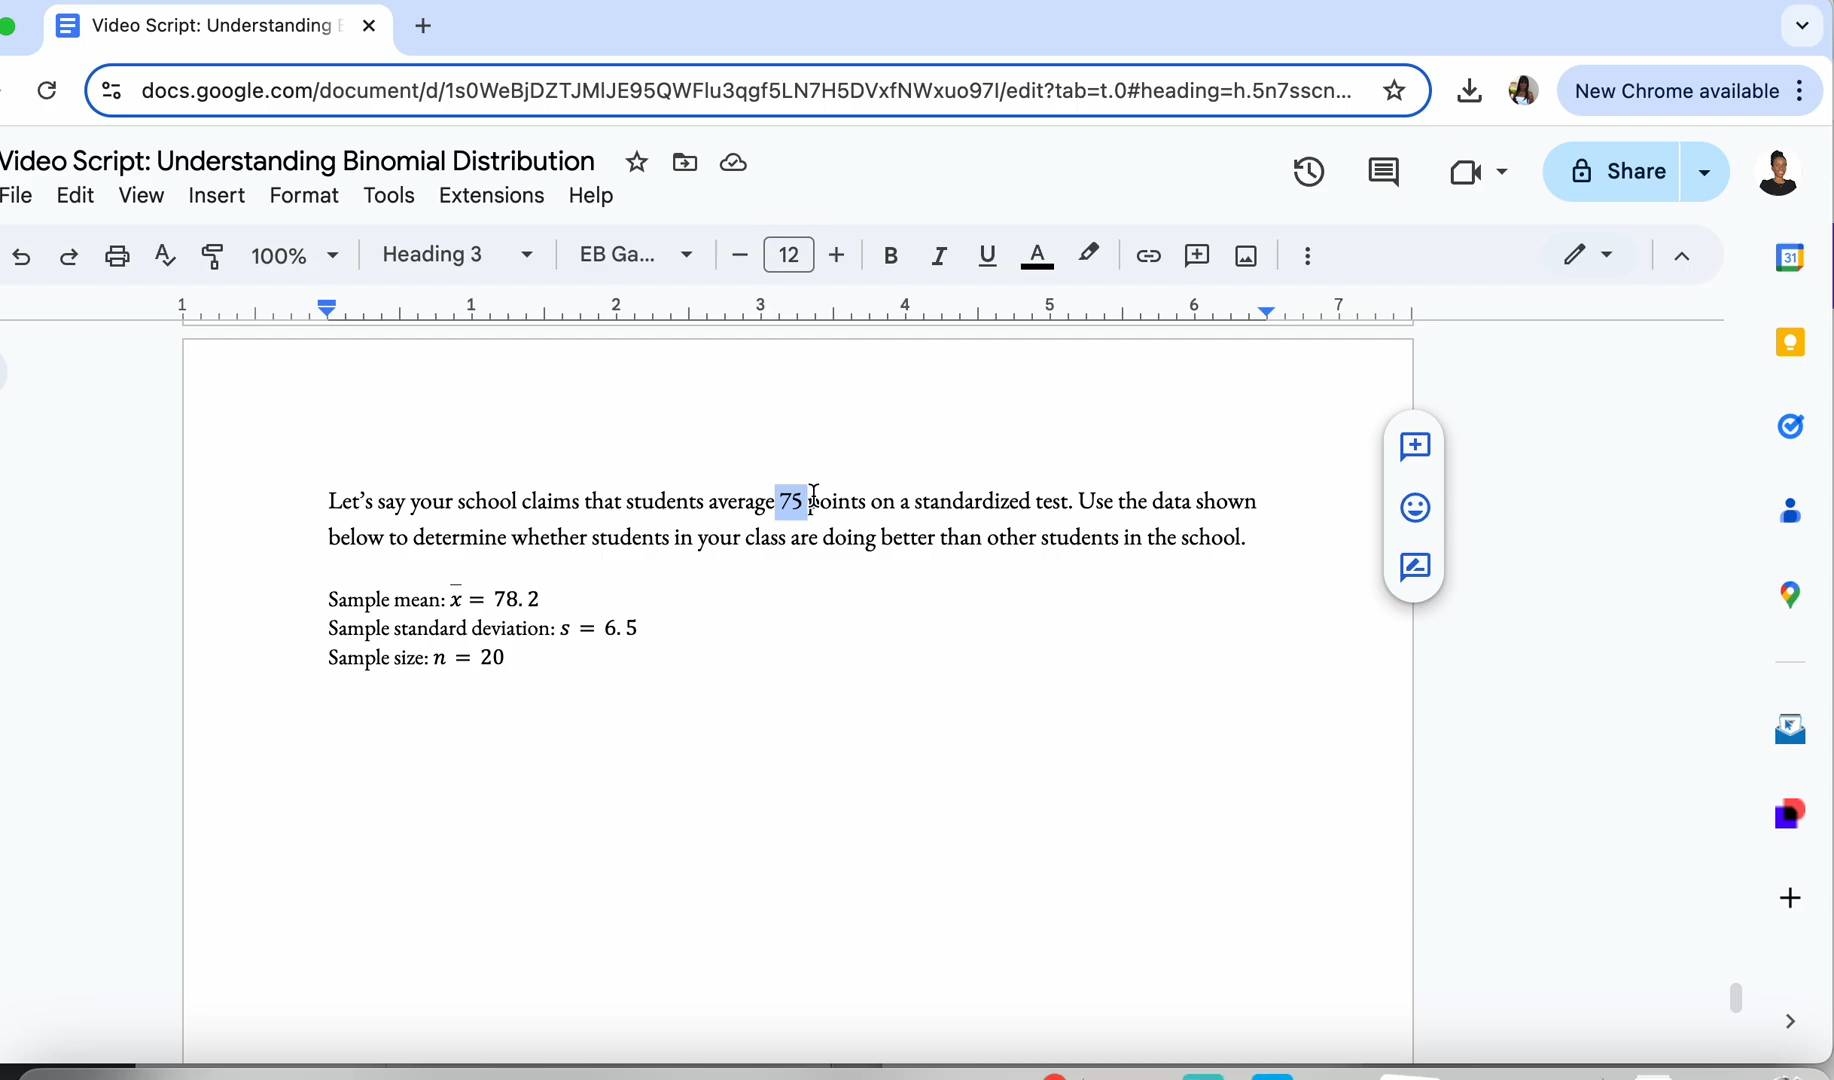 Video Script: Understanding
docs.google.com/document/d/1s0WeBjDZTJMlJE95QWFlu3qgf5LN7H5DVxfNWxuo97I/edit?tab=t.0#heading=h.5n7sscn...
New Chrome available
Video Script: Understanding Binomial Distribution
File Edit View Insert Format Tools Extensions Help
Share
100% Heading 3 EB Ga... 12 B I U A
31
1 1 2 3 4 5 6 7
Let’s say your school claims that students average 75 points on a standardized test. Use the data shown
below to determine whether students in your class are doing better than other students in the school.
Sample mean: x̄ = 78.2
Sample standard deviation: s = 6.5
Sample size: n = 20